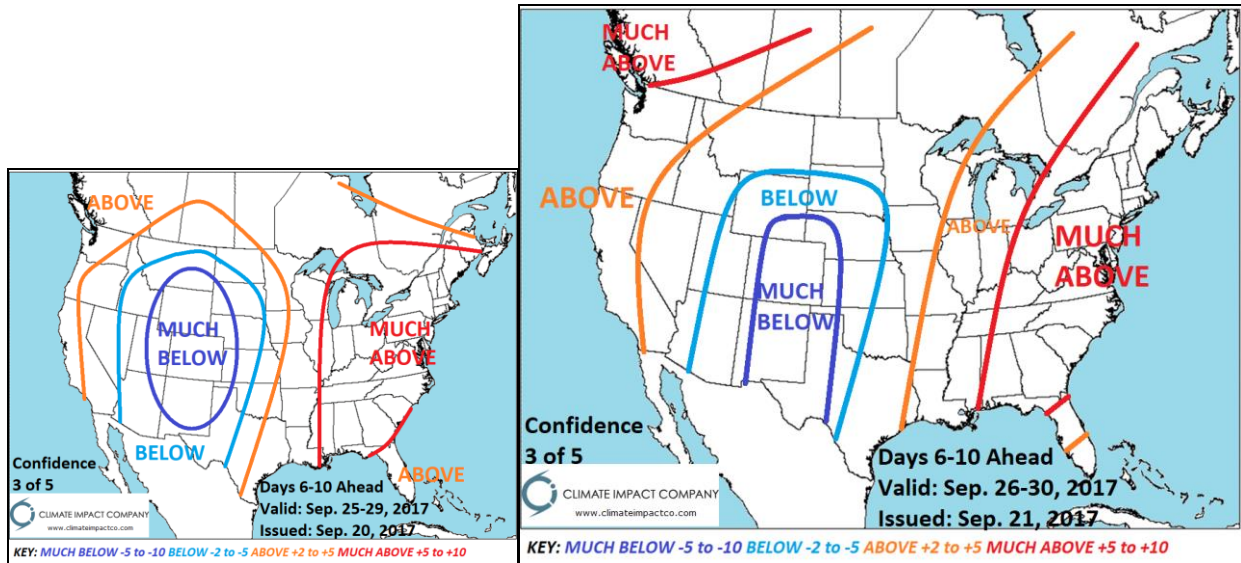 ABOVE
MUCH
BELOW
MUCH
ABOVE
BELOW
ABOVE
Confidence
3 of 5
CLIMATE IMPACT COMPANY
www.climateimpactco.com
Days 6-10 Ahead
Valid: Sep. 25-29, 2017
Issued: Sep. 20, 2017
KEY: MUCH BELOW -5 to -10 BELOW -2 to -5 ABOVE +2 to +5 MUCH ABOVE +5 to +10
MUCH
ABOVE
ABOVE
BELOW
ABOVE
MUCH
ABOVE
MUCH
BELOW
Confidence
3 of 5
CLIMATE IMPACT COMPANY
www.climateimpactco.com
Days 6-10 Ahead
Valid: Sep. 26-30, 2017
Issued: Sep. 21, 2017
KEY: MUCH BELOW -5 to -10 BELOW -2 to -5 ABOVE +2 to +5 MUCH ABOVE +5 to +10